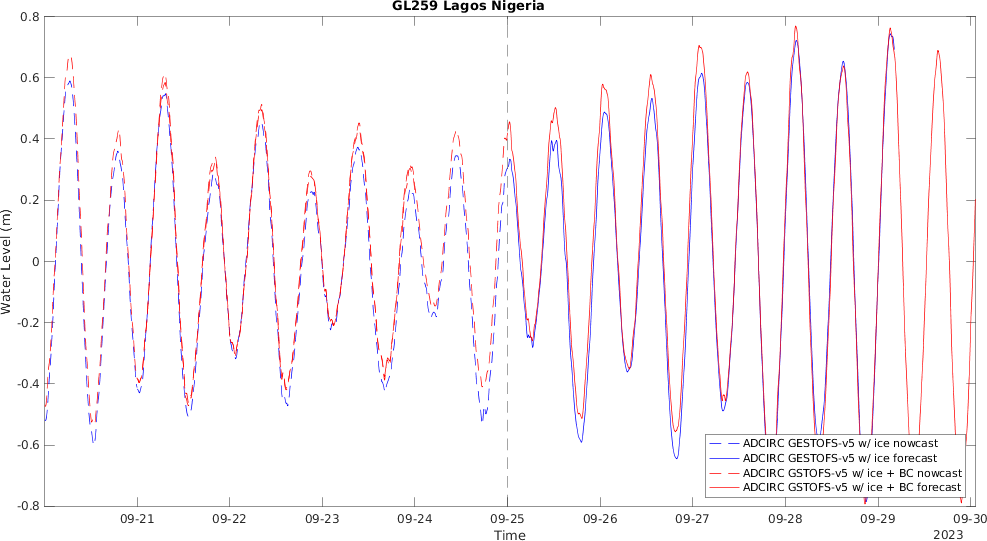 GL259 Lagos Nigeria
0.8
0.6
0.4
0.2
0
-0.2
-0.4
-0.6
-0.8
Water Level (m)
ADCIRC GESTOFS-v5 w/ ice nowcast
ADCIRC GESTOFS-v5 w/ ice forecast
ADCIRC GSTOFS-v5 w/ ice + BC nowcast
ADCIRC GSTOFS-v5 w/ ice + BC forecast
09-21 09-22 09-23 09-24 09-25 09-26 09-27 09-28 09-29 09-30
Time
2023